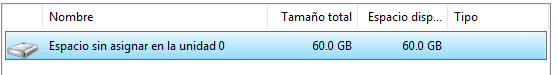 Nombre Tamaño total Espacio disp... Tipo
Espacio sin asignar en la unidad 0 60.0 GB 60.0 GB